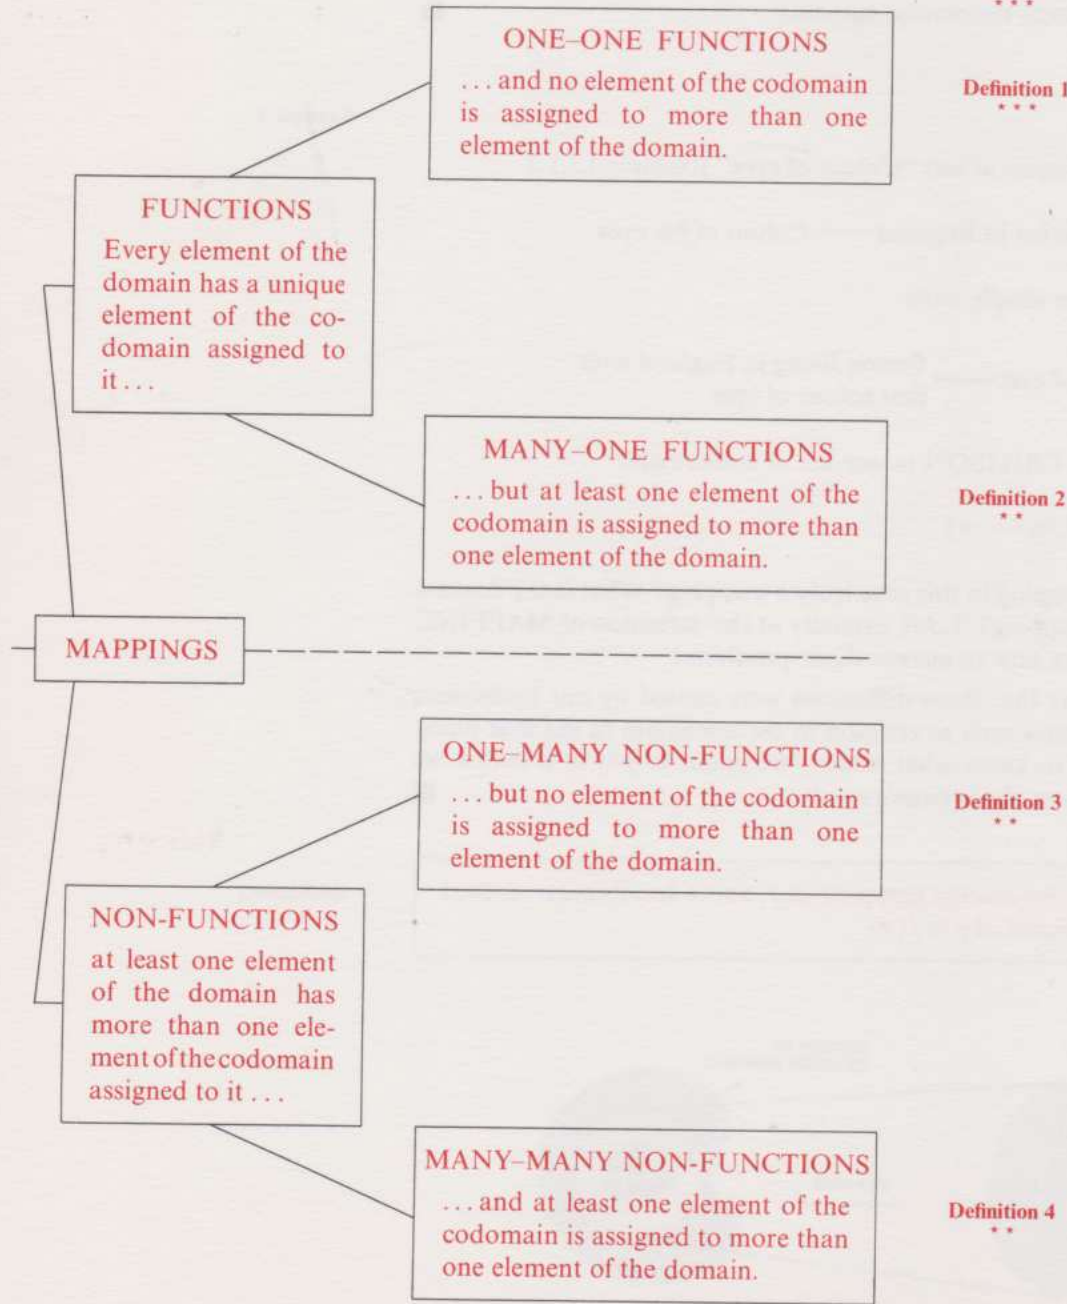 * * *
ONE–ONE FUNCTIONS
... and no element of the codomain
is assigned to more than one
element of the domain.
Definition 1
* * *
FUNCTIONS
Every element of the
domain has a unique
element of the co-
domain assigned to
it ...
MANY–ONE FUNCTIONS
... but at least one element of the
codomain is assigned to more than
one element of the domain.
Definition 2
* *
MAPPINGS
ONE–MANY NON-FUNCTIONS
... but no element of the codomain
is assigned to more than one
element of the domain.
Definition 3
* *
NON-FUNCTIONS
at least one element
of the domain has
more than one ele-
ment of the codomain
assigned to it ...
MANY–MANY NON-FUNCTIONS
... and at least one element of the
codomain is assigned to more than
one element of the domain.
Definition 4
* *